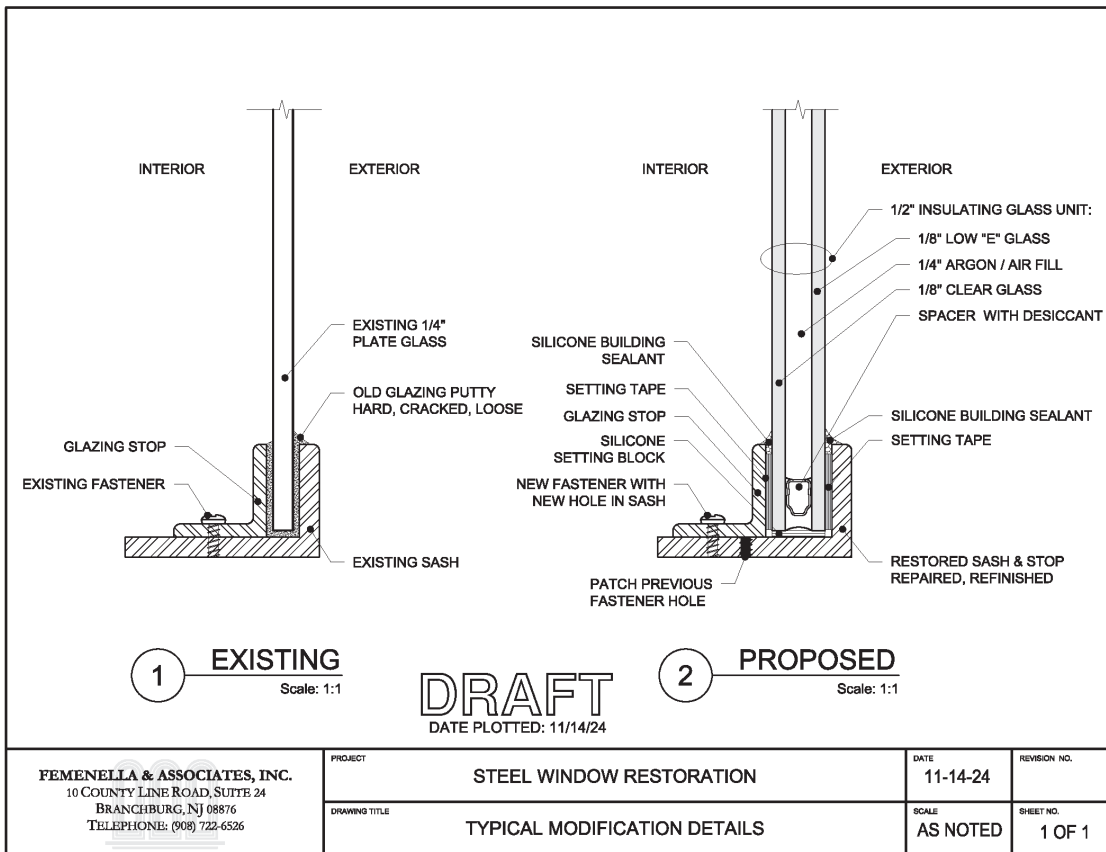 INTERIOR
EXTERIOR
EXISTING 1/4"
PLATE GLASS
OLD GLAZING PUTTY
HARD, CRACKED, LOOSE
GLAZING STOP
EXISTING FASTENER
EXISTING SASH
1
EXISTING
Scale: 1:1
INTERIOR
EXTERIOR
1/2" INSULATING GLASS UNIT:
1/8" LOW "E" GLASS
1/4" ARGON / AIR FILL
1/8" CLEAR GLASS
SPACER WITH DESICCANT
SILICONE BUILDING
SEALANT
SETTING TAPE
GLAZING STOP
SILICONE
SETTING BLOCK
NEW FASTENER WITH
NEW HOLE IN SASH
SILICONE BUILDING SEALANT
SETTING TAPE
PATCH PREVIOUS
FASTENER HOLE
RESTORED SASH & STOP
REPAIRED, REFINISHED
2
PROPOSED
Scale: 1:1
DRAFT
DATE PLOTTED: 11/14/24
FEMENELLA & ASSOCIATES, INC.
10 COUNTY LINE ROAD, SUITE 24
BRANCHBURG, NJ 08876
TELEPHONE: (908) 722-6526
PROJECT
STEEL WINDOW RESTORATION
DATE
11-14-24
REVISION NO.
DRAWING TITLE
TYPICAL MODIFICATION DETAILS
SCALE
AS NOTED
SHEET NO.
1 OF 1